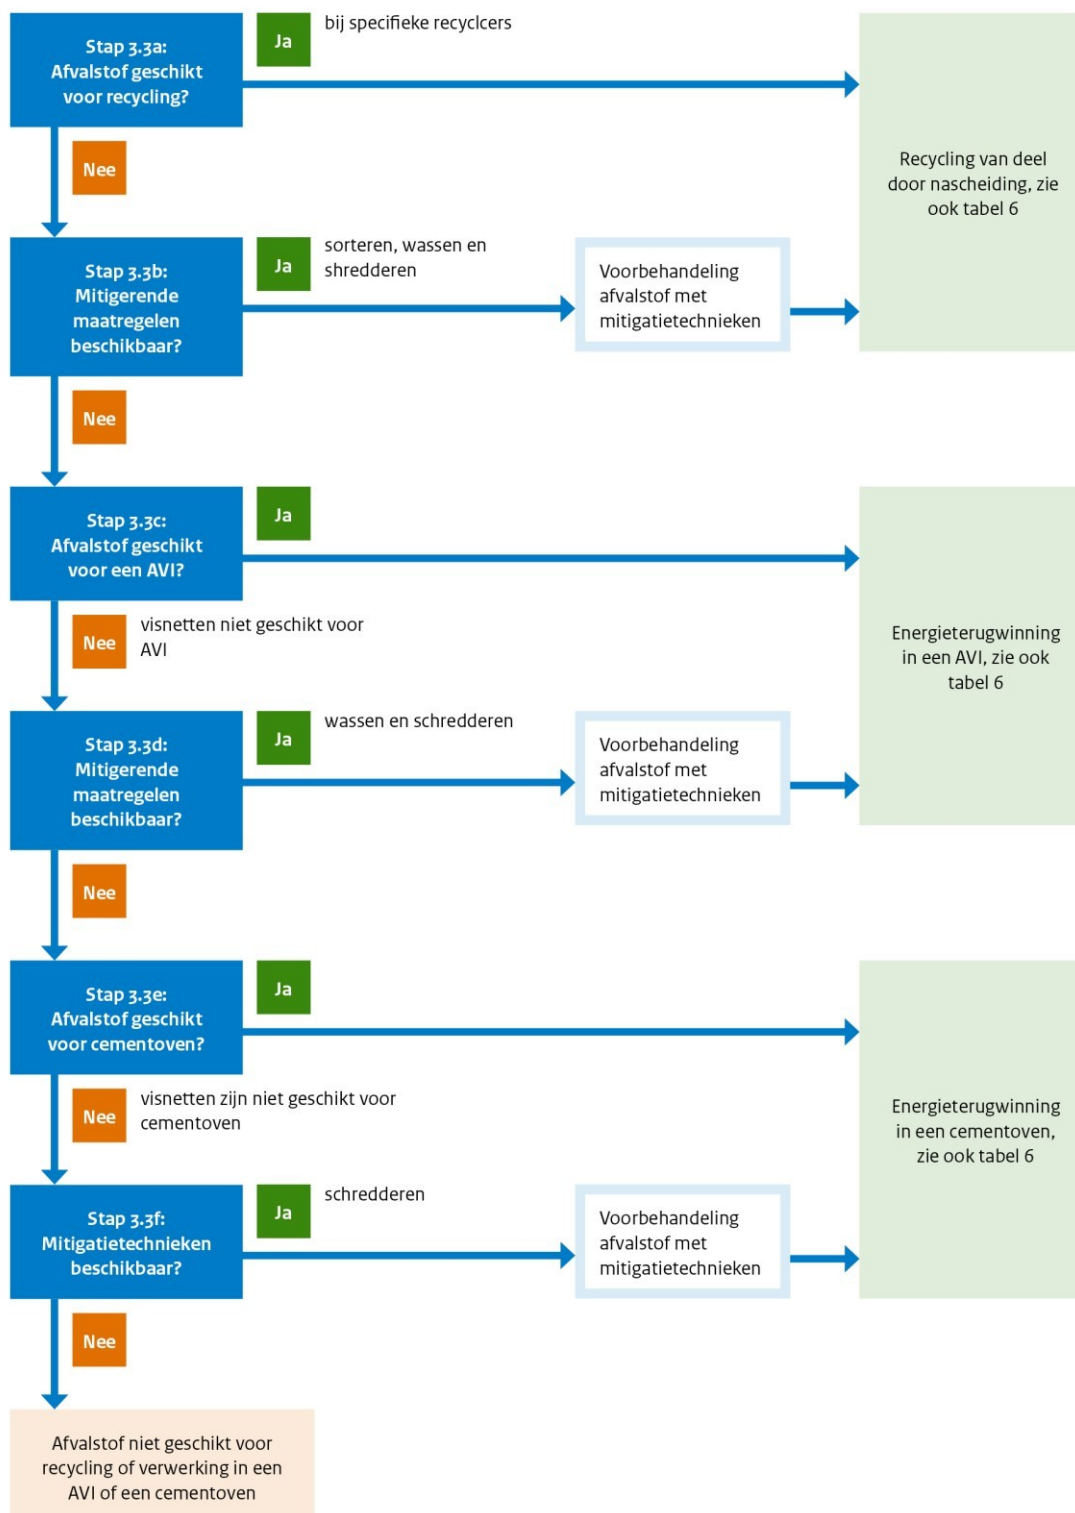 Stap 3.3a:
Afvalstof geschikt
voor recycling?
Ja
bij specifieke recyclcers
Recycling van deel
door nascheiding, zie
ook tabel 6
Nee
Stap 3.3b:
Mitigerende
maatregelen
beschikbaar?
Ja
sorteren, wassen en
shredderen
Voorbehandeling
afvalstof met
mitigatietechnieken
Nee
Stap 3.3c:
Afvalstof geschikt
voor een AVI?
Ja
Energieterugwinning
in een AVI, zie ook
tabel 6
Nee
visnetten niet geschikt voor
AVI
Stap 3.3d:
Mitigerende
maatregelen
beschikbaar?
Ja
wassen en schredderen
Voorbehandeling
afvalstof met
mitigatietechnieken
Nee
Stap 3.3e:
Afvalstof geschikt
voor cementoven?
Ja
Energieterugwinning
in een cementoven,
zie ook tabel 6
Nee
visnetten zijn niet geschikt voor
cementoven
Stap 3.3f:
Mitigatietechnieken
beschikbaar?
Ja
schredderen
Voorbehandeling
afvalstof met
mitigatietechnieken
Nee
Afvalstof niet geschikt voor
recycling of verwerking in een
AVI of een cementoven